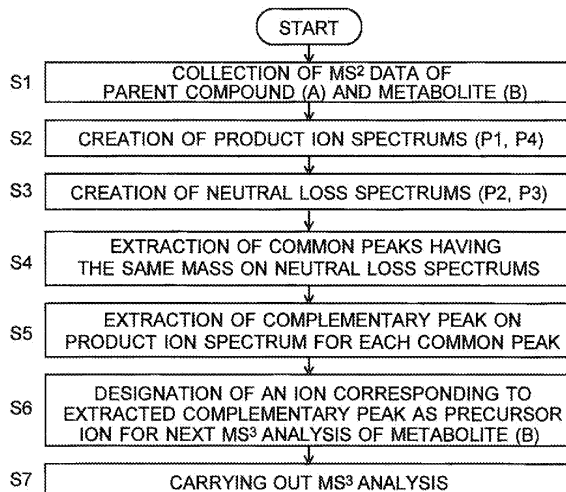 START
S1
COLLECTION OF MS² DATA OF
PARENT COMPOUND (A) AND METABOLITE (B)
S2
CREATION OF PRODUCT ION SPECTRUMS (P1, P4)
S3
CREATION OF NEUTRAL LOSS SPECTRUMS (P2, P3)
S4
EXTRACTION OF COMMON PEAKS HAVING
THE SAME MASS ON NEUTRAL LOSS SPECTRUMS
S5
EXTRACTION OF COMPLEMENTARY PEAK ON
PRODUCT ION SPECTRUM FOR EACH COMMON PEAK
S6
DESIGNATION OF AN ION CORRESPONDING TO
EXTRACTED COMPLEMENTARY PEAK AS PRECURSOR
ION FOR NEXT MS³ ANALYSIS OF METABOLITE (B)
S7
CARRYING OUT MS³ ANALYSIS